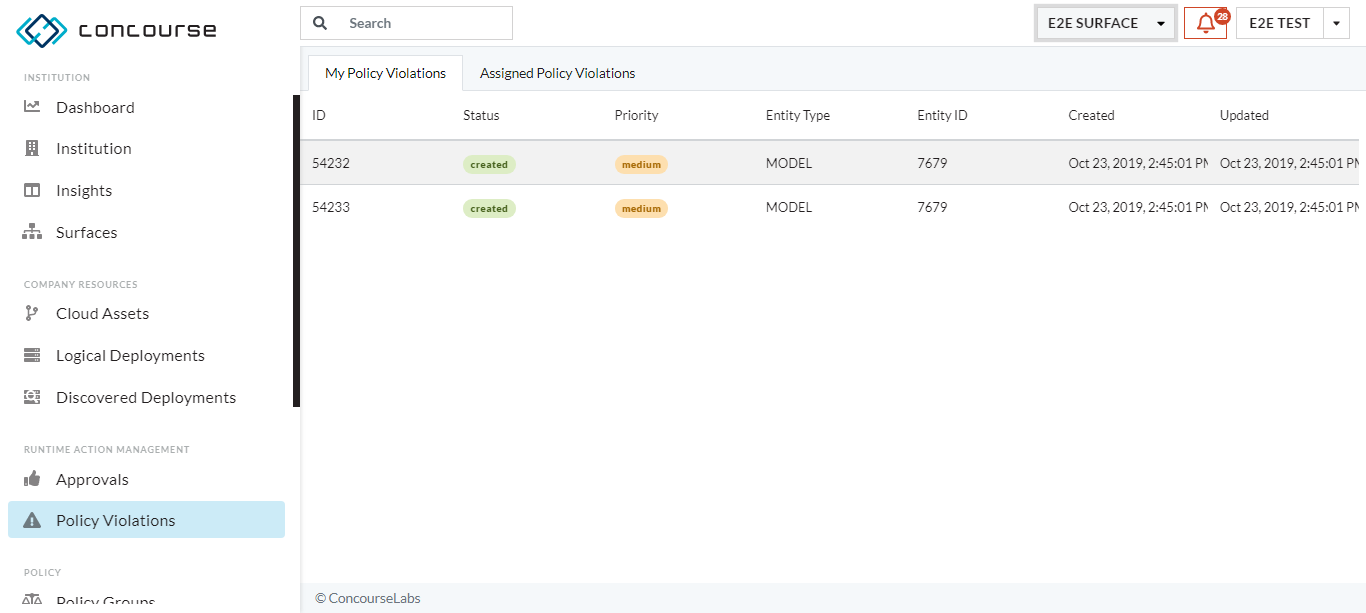 concourse
Search
E2E SURFACE
28
E2E TEST
INSTITUTION
Dashboard
Institution
Insights
Surfaces
COMPANY RESOURCES
Cloud Assets
Logical Deployments
Discovered Deployments
RUNTIME ACTION MANAGEMENT
Approvals
Policy Violations
POLICY
Policy Groups
My Policy Violations Assigned Policy Violations
ID Status Priority Entity Type Entity ID Created Updated
54232 created medium MODEL 7679 Oct 23, 2019, 2:45:01 PM Oct 23, 2019, 2:45:01 PM
54233 created medium MODEL 7679 Oct 23, 2019, 2:45:01 PM Oct 23, 2019, 2:45:01 PM
© ConcourseLabs